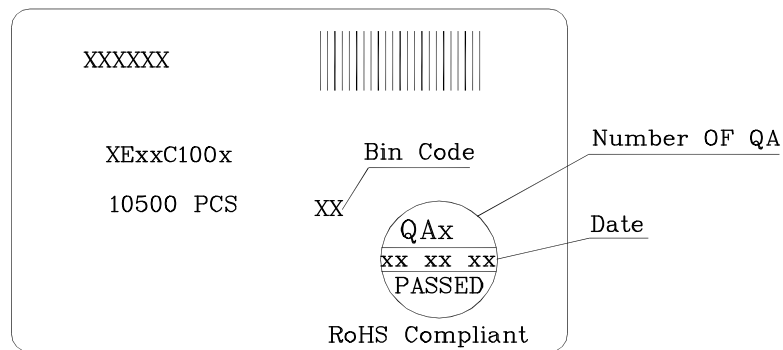 XXXXXX
Number OF QA
XExxC100x
Bin Code
10500 PCS
XX
Date
QAx
xx xx xx
PASSED
RoHS Compliant